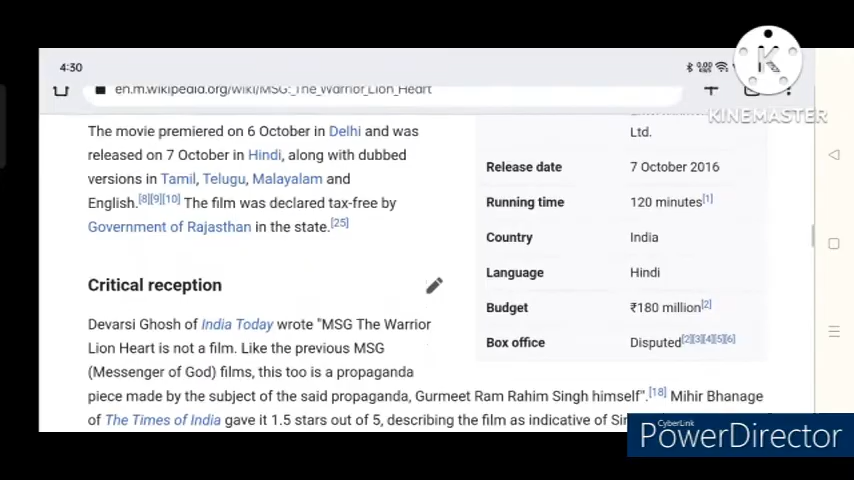 4:30
KINEMASTER
en.m.wikipedia.org/wiki/MSG:_The_Warrior_Lion_Heart
The movie premiered on 6 October in Delhi and was
released on 7 October in Hindi, along with dubbed
versions in Tamil, Telugu, Malayalam and
English.[8][9][10] The film was declared tax-free by
Government of Rajasthan in the state.[25]
Ltd.
Release date 7 October 2016
Running time 120 minutes[1]
Country India
Language Hindi
Budget ₹180 million[2]
Box office Disputed[2][3][4][5][6]
Critical reception
Devarsi Ghosh of India Today wrote "MSG The Warrior
Lion Heart is not a film. Like the previous MSG
(Messenger of God) films, this too is a propaganda
piece made by the subject of the said propaganda, Gurmeet Ram Rahim Singh himself".[18] Mihir Bhanage
of The Times of India gave it 1.5 stars out of 5, describing the film as indicative of
CyberLink
PowerDirector